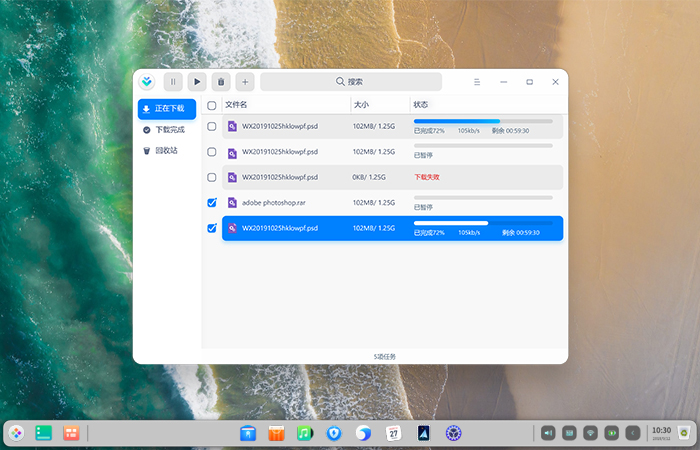 搜索
正在下载
下载完成
回收站
文件名 大小 状态
WX20191025hklowpf.psd 102MB/ 1.25G 已完成72% 105kb/s 剩余 00:59:30
WX20191025hklowpf.psd 102MB/ 1.25G 已暂停
WX20191025hklowpf.psd 0KB/ 1.25G 下载失败
adobe photoshop.rar 102MB/ 1.25G 已暂停
WX20191025hklowpf.psd 102MB/ 1.25G 已完成72% 105kb/s 剩余 00:59:30
5项任务
27
10:30